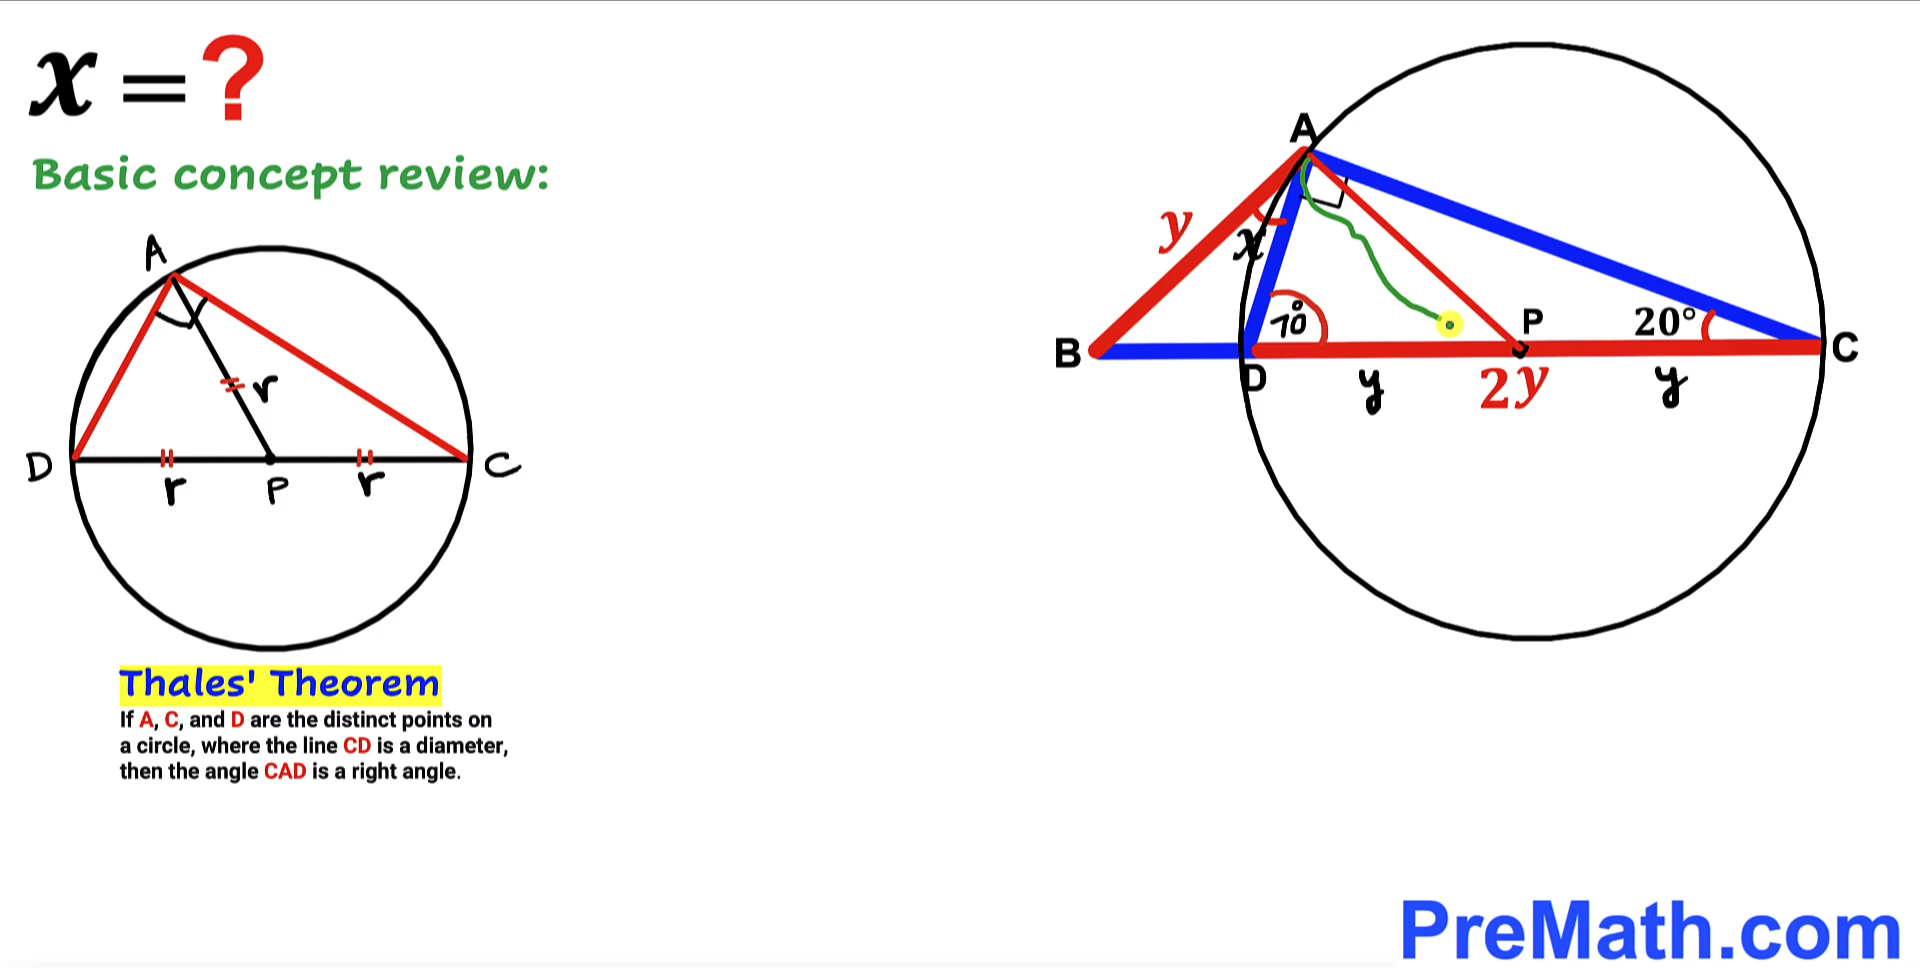 x = ?
Basic concept review:
A
r
D
r
P
r
C
Thales' Theorem
If A, C, and D are the distinct points on
a circle, where the line CD is a diameter,
then the angle CAD is a right angle.
A
y
x
70°
P
20°
B
C
D
y
2y
y
PreMath.com